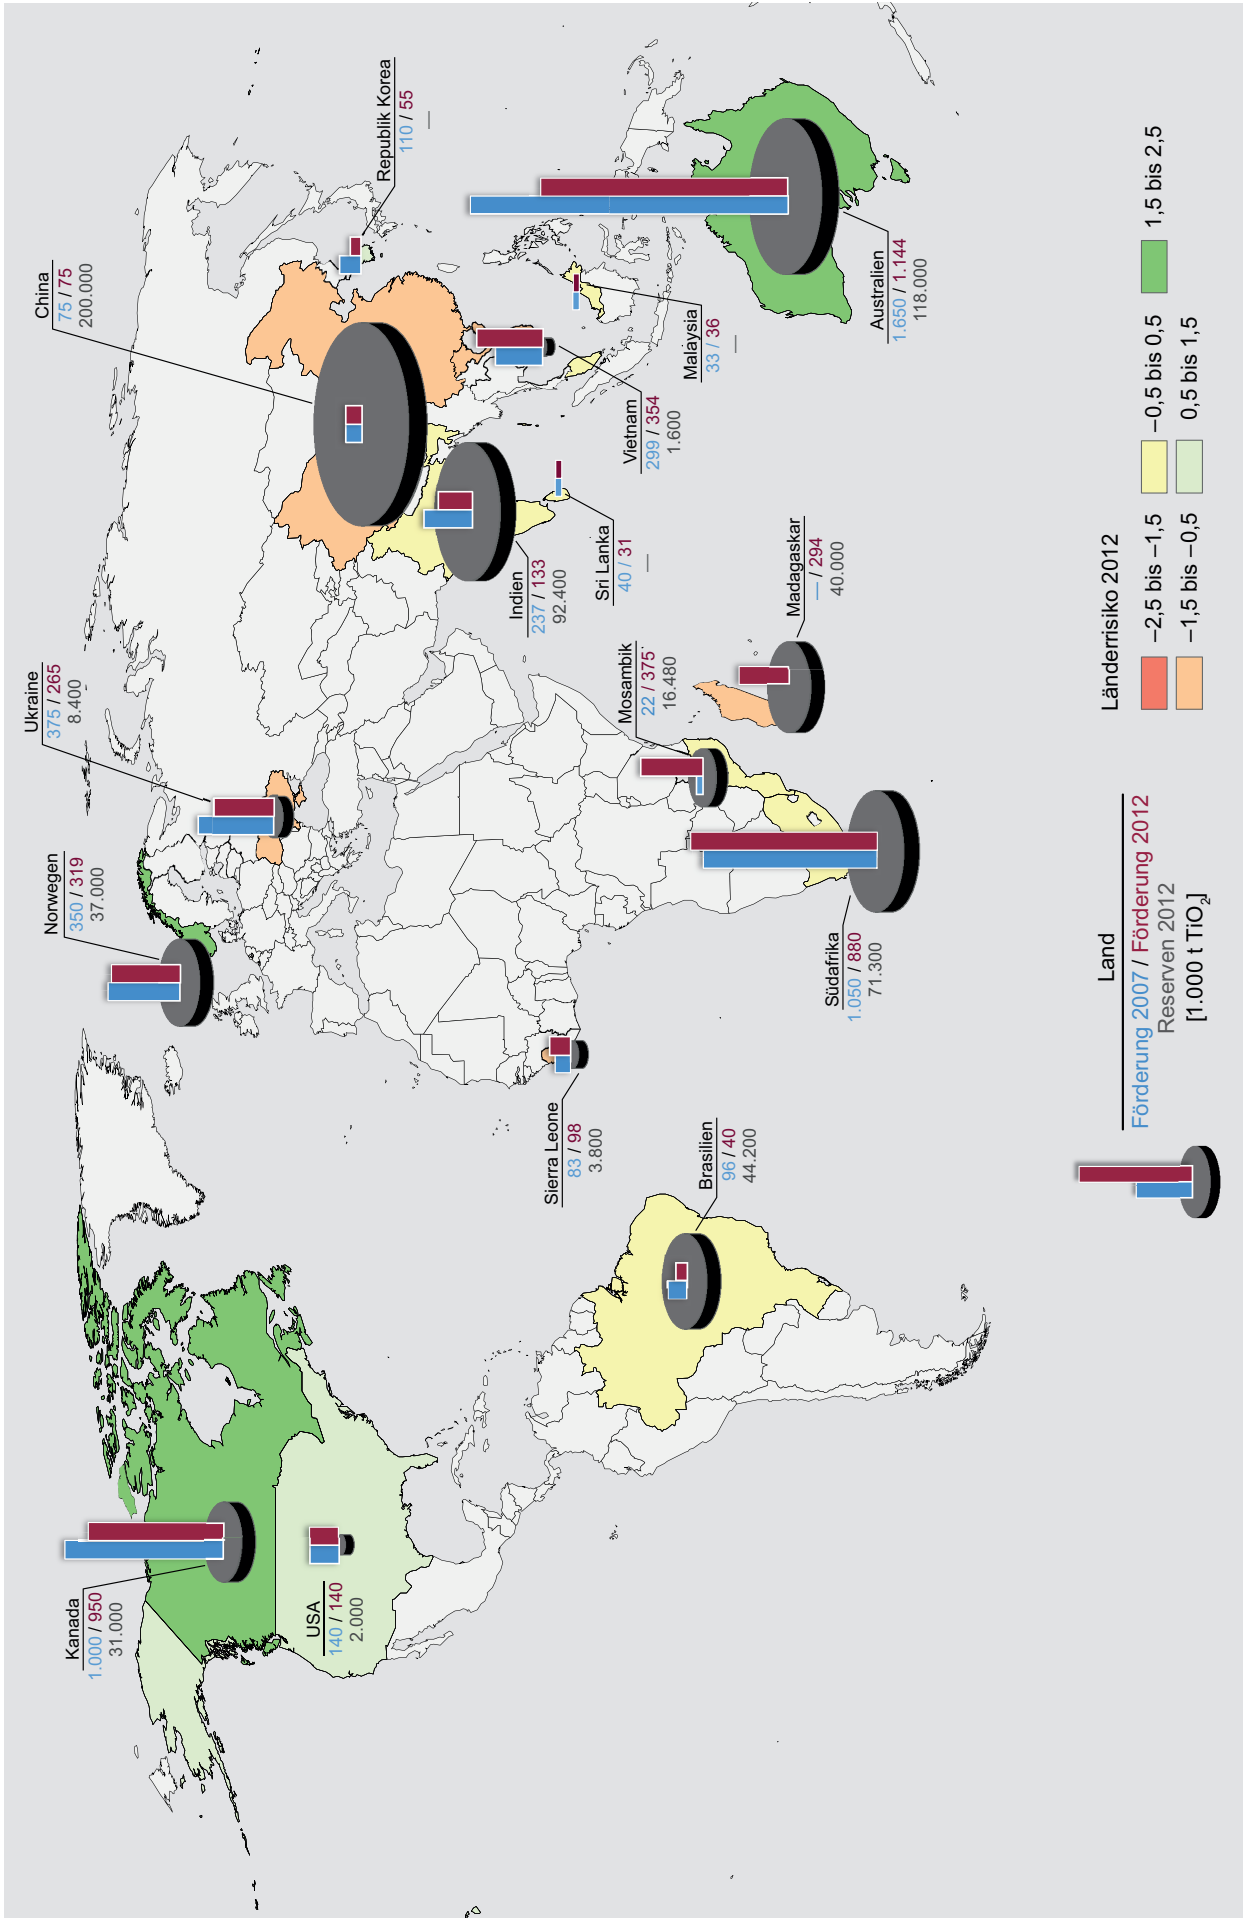 Kanada
1.000 / 950
31.000
USA
140 / 140
2.000
Norwegen
350 / 319
37.000
Ukraine
375 / 265
8.400
China
75 / 75
200.000
Republik Korea
110 / 55
—
Indien
237 / 133
92.400
Sri Lanka
40 / 31
—
Vietnam
299 / 354
1.600
Malaysia
33 / 36
—
Australien
1.650 / 1.144
118.000
Sierra Leone
83 / 98
3.800
Brasilien
96 / 40
44.200
Südafrika
1.050 / 880
71.300
Mosambik
22 / 375
16.480
Madagaskar
— / 294
40.000
Land
Förderung 2007 / Förderung 2012
Reserven 2012
[1.000 t TiO₂]
Länderrisiko 2012
−2,5 bis −1,5
−0,5 bis 0,5
1,5 bis 2,5
−1,5 bis −0,5
0,5 bis 1,5